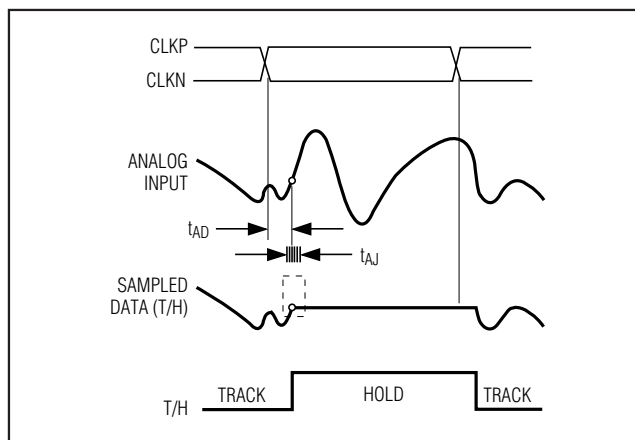 CLKP
CLKN
ANALOG
INPUT
tAD
tAJ
SAMPLED
DATA (T/H)
TRACK HOLD TRACK
T/H